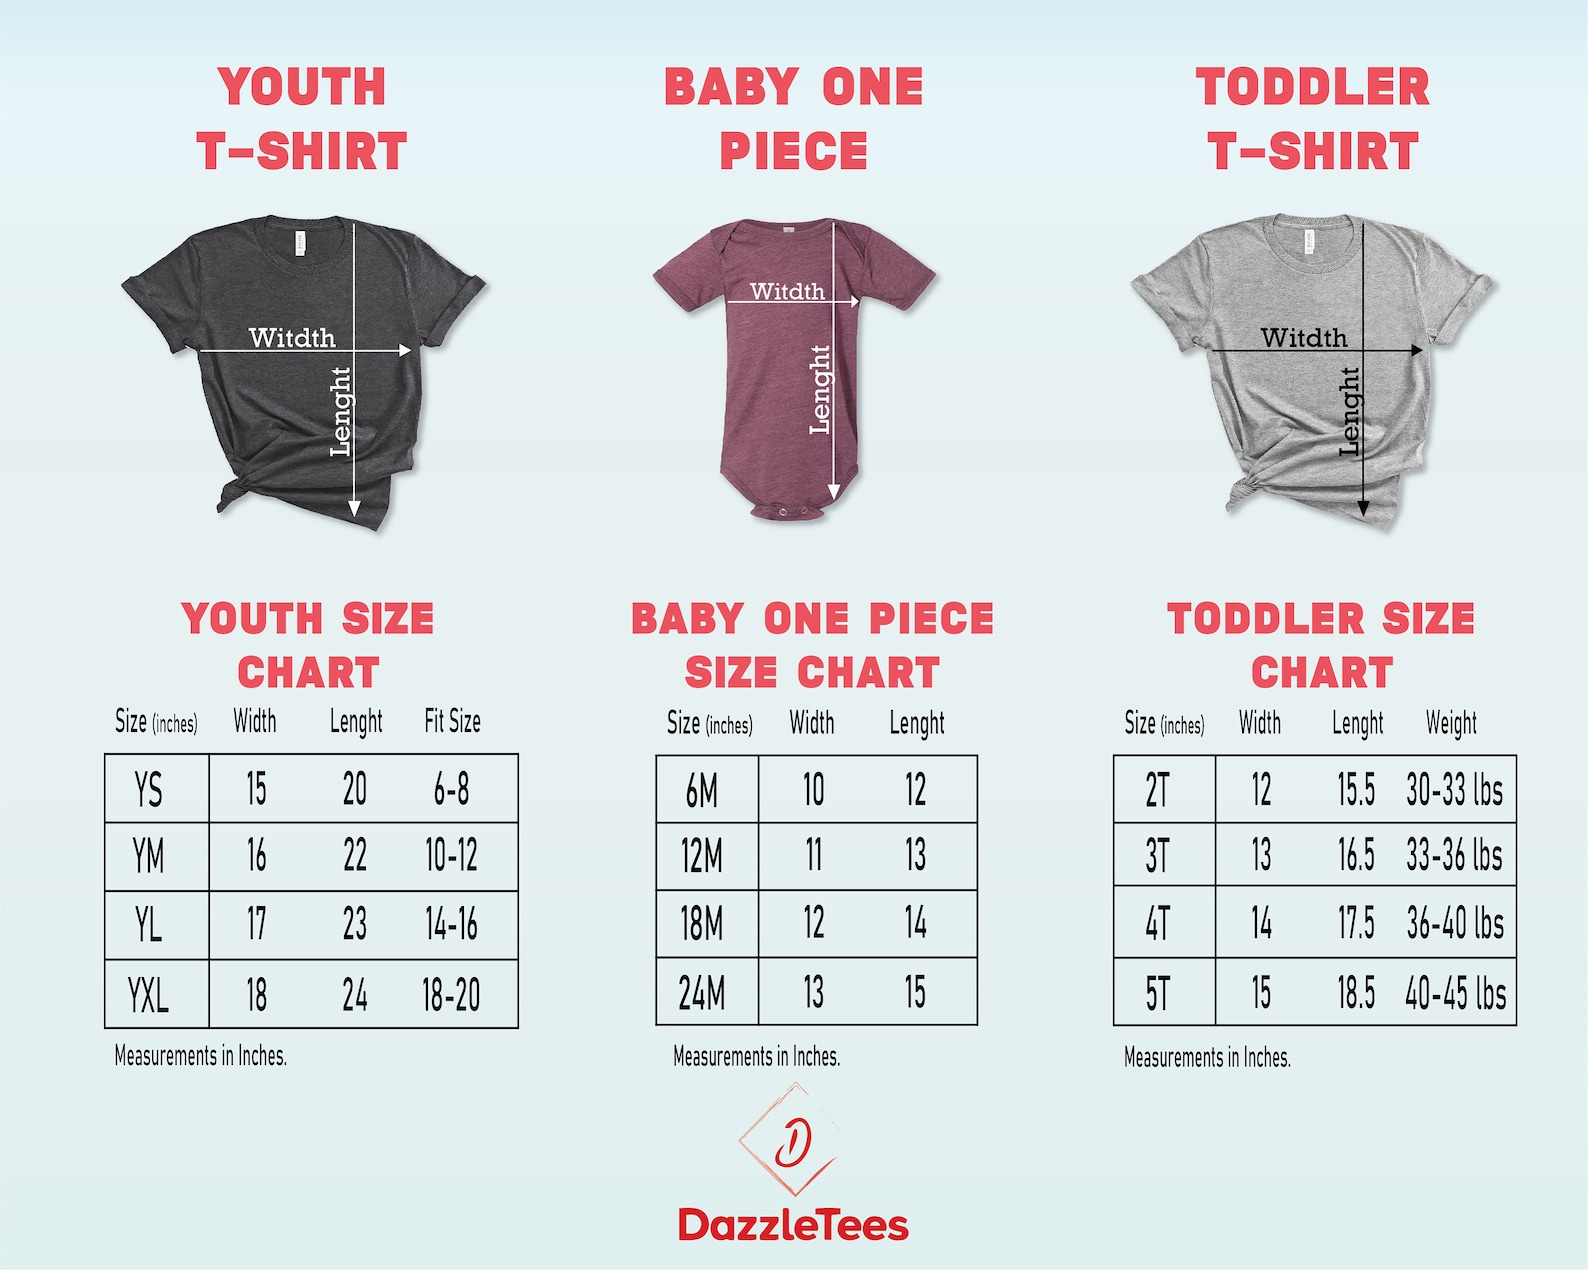 YOUTH
T-SHIRT
BABY ONE
PIECE
TODDLER
T-SHIRT
Witdth
Lenght
Witdth
Lenght
Witdth
Lenght
YOUTH SIZE
CHART
Size (inches) Width Lenght Fit Size
YS 15 20 6-8
YM 16 22 10-12
YL 17 23 14-16
YXL 18 24 18-20
Measurements in Inches.
BABY ONE PIECE
SIZE CHART
Size (inches) Width Lenght
6M 10 12
12M 11 13
18M 12 14
24M 13 15
Measurements in Inches.
TODDLER SIZE
CHART
Size (inches) Width Lenght Weight
2T 12 15.5 30-33 lbs
3T 13 16.5 33-36 lbs
4T 14 17.5 36-40 lbs
5T 15 18.5 40-45 lbs
Measurements in Inches.
D
DazzleTees